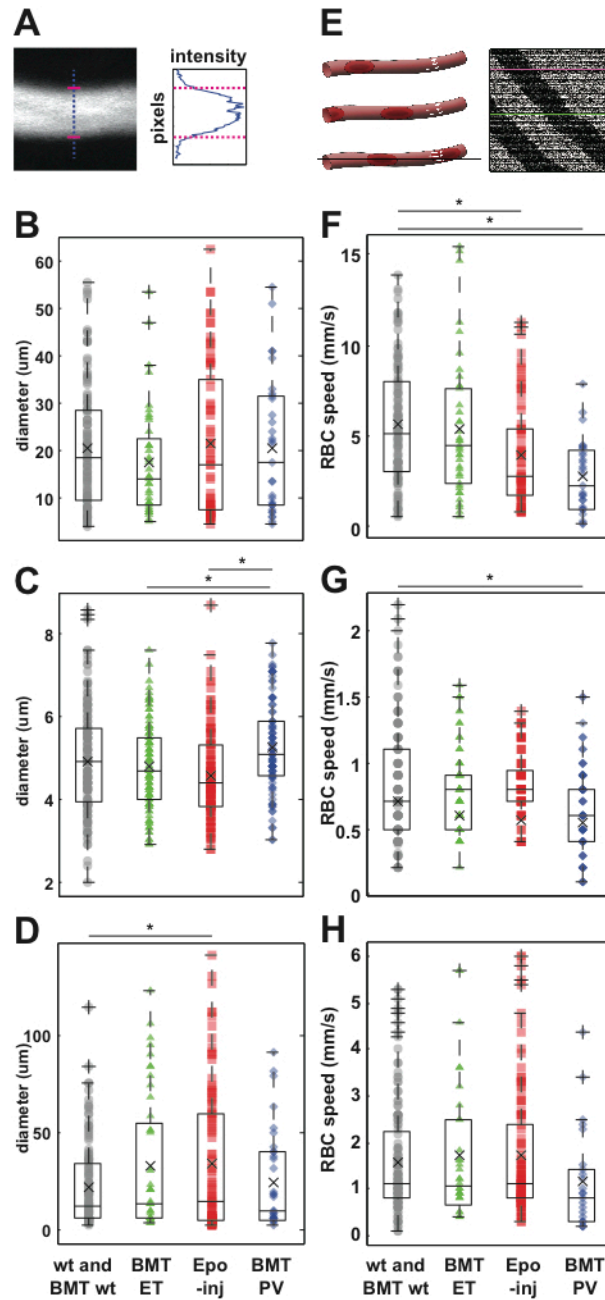 A
intensity
pixels
E
B
diameter (um)
60
50
40
30
20
10
F
*
*
RBC speed (mm/s)
15
10
5
0
C
*
*
diameter (um)
8
6
4
2
G
*
RBC speed (mm/s)
2
1.5
1
0.5
0
D
*
diameter (um)
100
50
0
H
RBC speed (mm/s)
6
5
4
3
2
1
0
wt and BMT Epo BMT
BMT wt ET -inj PV
wt and BMT Epo BMT
BMT wt ET -inj PV